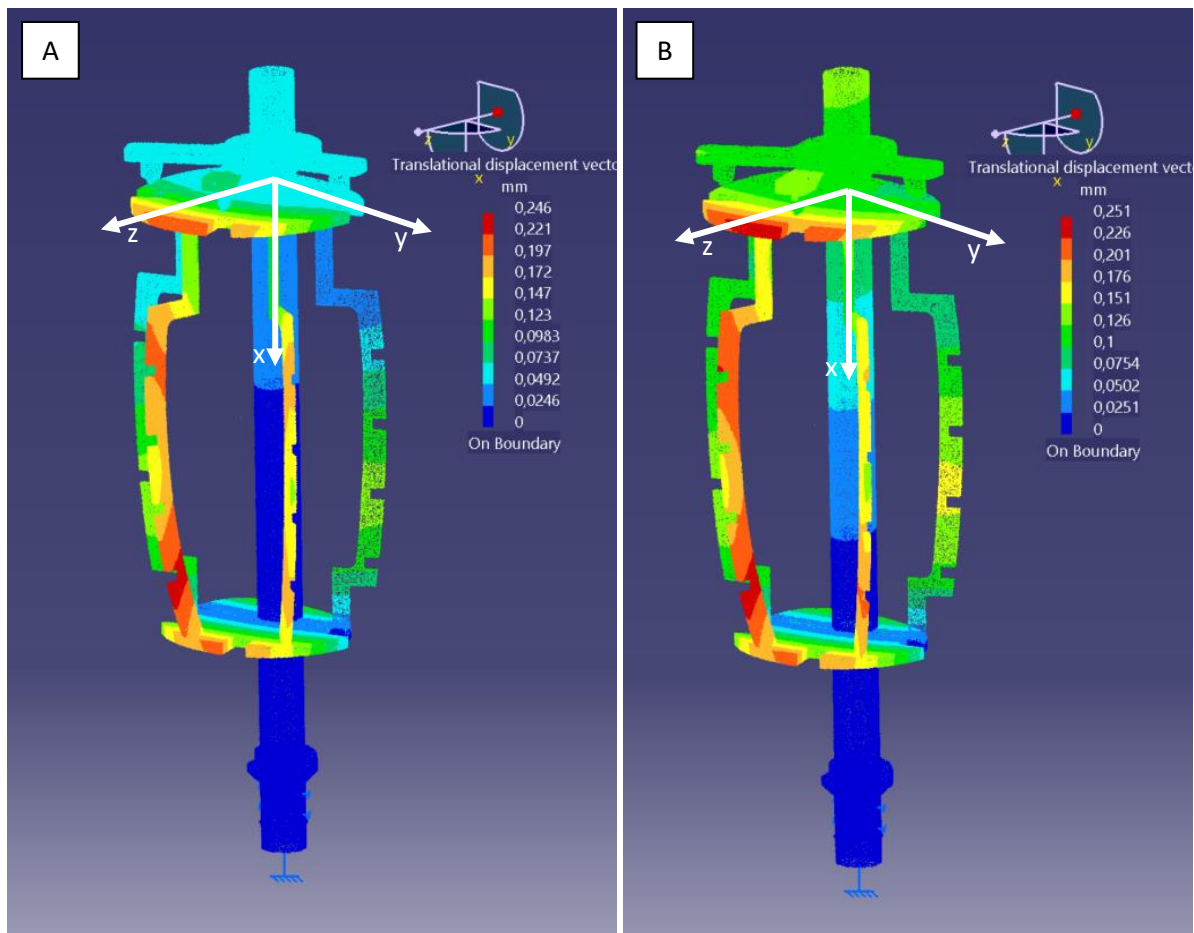 A
z
y
Translational displacement vecto
x
mm
0,246
0,221
0,197
0,172
0,147
0,123
0,0983
0,0737
0,0492
0,0246
0
On Boundary
z
y
x
B
z
y
Translational displacement vecto
x
mm
0,251
0,226
0,201
0,176
0,151
0,126
0,1
0,0754
0,0502
0,0251
0
On Boundary
z
y
x